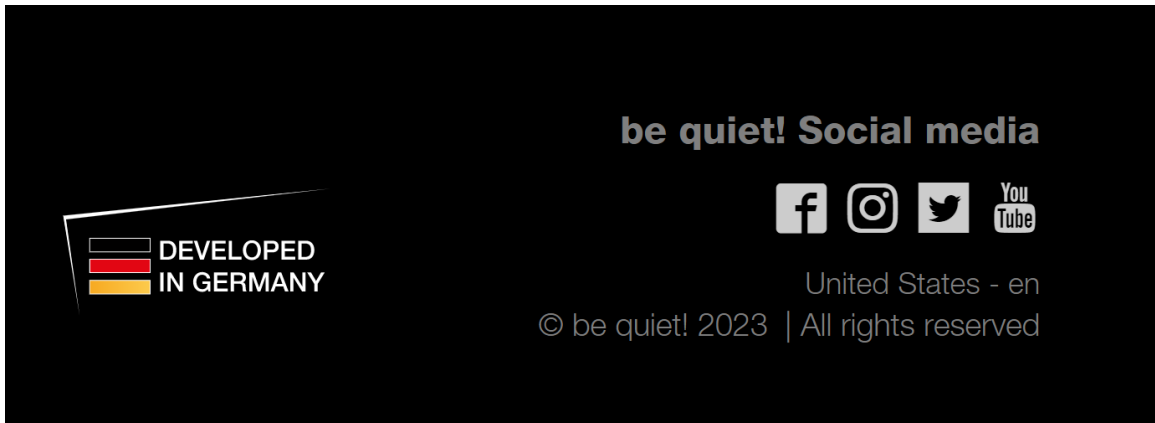 be quiet! Social media
You
Tube
DEVELOPED
IN GERMANY
United States - en
© be quiet! 2023 | All rights reserved